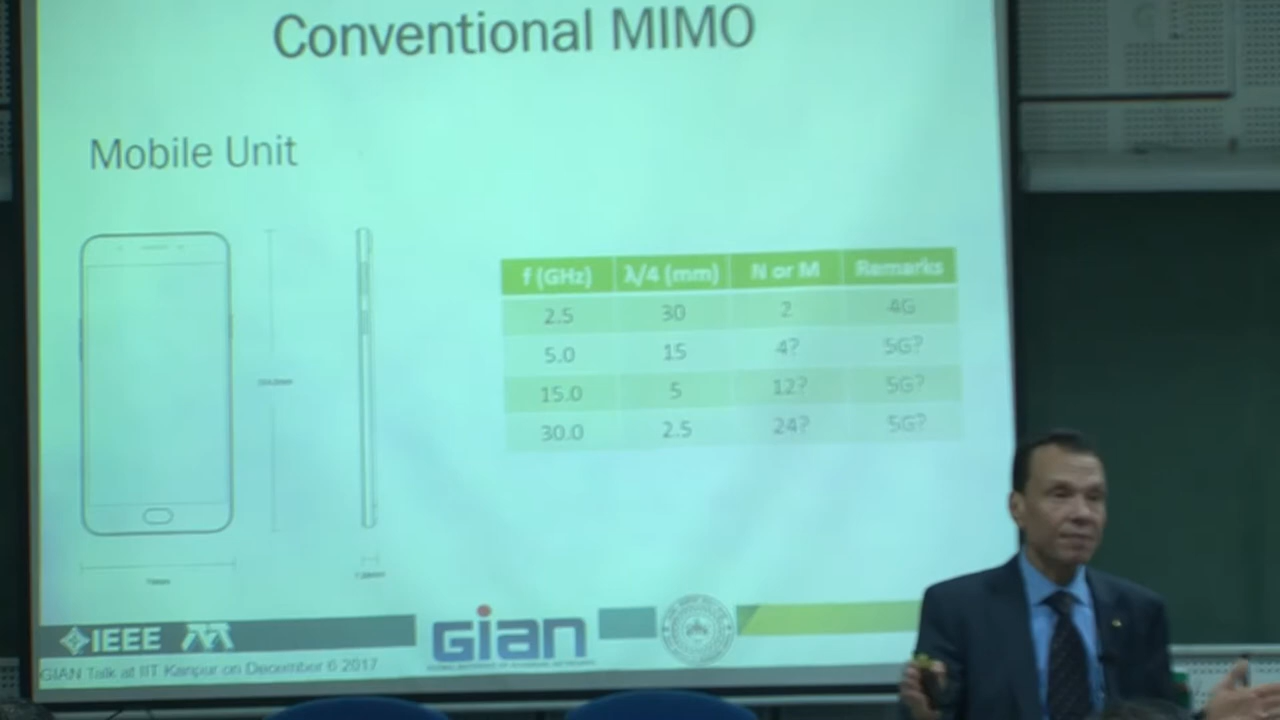 Conventional MIMO
Mobile Unit
f (GHz) λ/4 (mm) N or M Remarks
2.5 30 2 4G
5.0 15 4? 5G?
15.0 5 12? 5G?
30.0 2.5 24? 5G?
IEEE
Gian
GIAN Talk at IIT Kanpur on December 6 2017